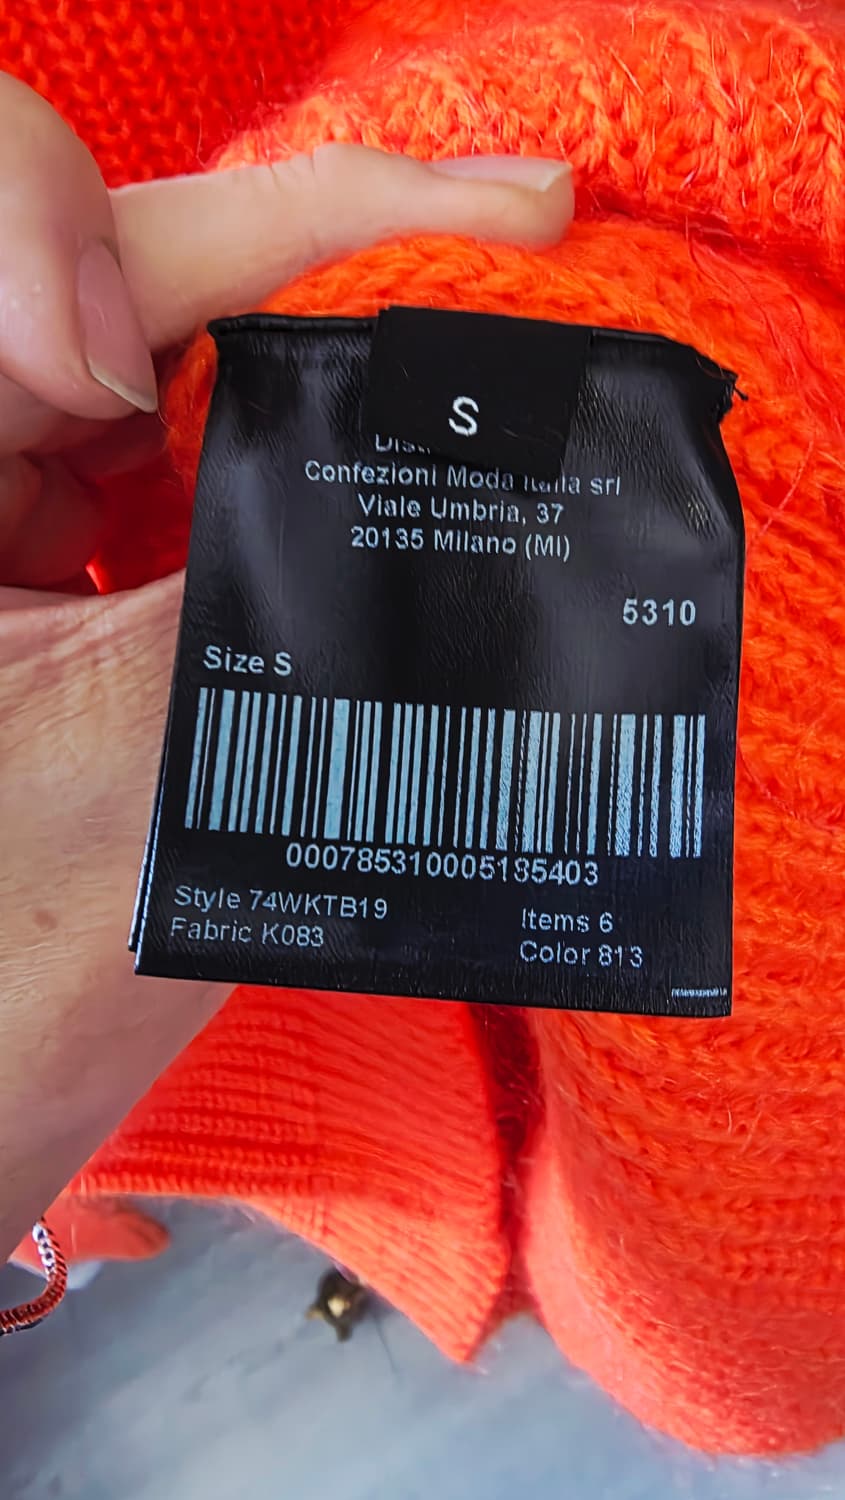 S
Confezioni Moda Italia srl
Viale Umbria, 37
20135 Milano (MI)
5310
Size S
000785310005185403
Style 74WKTB19
Fabric K083
Items 6
Color 813